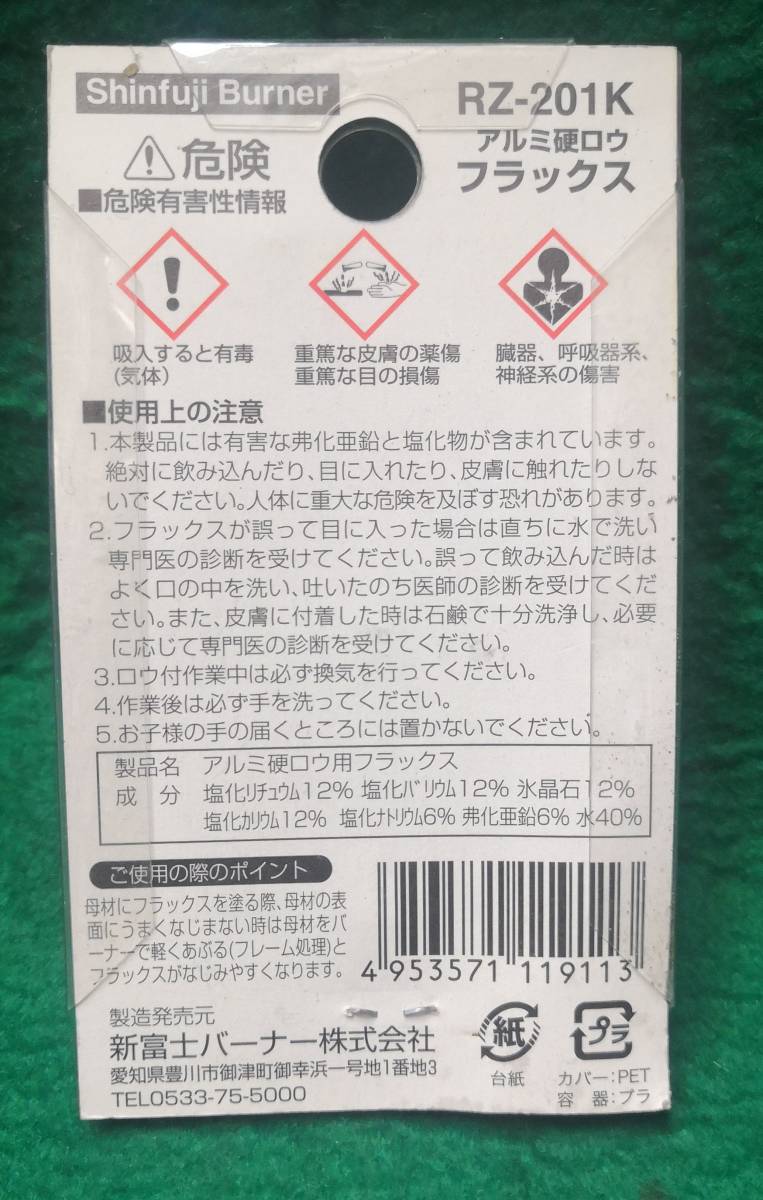 Shinfuji Burner
RZ-201K
アルミ硬ロウ
フラックス
危険
■危険有害性情報
吸入すると有毒
(気体)
重篤な皮膚の薬傷
重篤な目の損傷
臓器、呼吸器系、
神経系の傷害
■使用上の注意
1.本製品には有害な弗化亜鉛と塩化物が含まれています。
絶対に飲み込んだり、目に入れたり、皮膚に触れたりしな
いでください。人体に重大な危険を及ぼす恐れがあります。
2.フラックスが誤って目に入った場合は直ちに水で洗い
専門医の診断を受けてください。誤って飲み込んだ時は
よく口の中を洗い、吐いたのち医師の診断を受けてくだ
さい。また、皮膚に付着した時は石鹸で十分洗浄し、必要
に応じて専門医の診断を受けてください。
3.ロウ付作業中は必ず換気を行ってください。
4.作業後は必ず手を洗ってください。
5.お子様の手の届くところには置かないでください。
製品名 アルミ硬ロウ用フラックス
成 分 塩化リチュウム12% 塩化バリウム12% 氷晶石12%
塩化カリウム12% 塩化ナトリウム6% 弗化亜鉛6% 水40%
ご使用の際のポイント
母材にフラックスを塗る際、母材の表
面にうまくなじまない時は母材をバ
ーナーで軽くあぶる(フレーム処理)と
フラックスがなじみやすくなります。
4 953571 119113
製造発売元
新富士バーナー株式会社
愛知県豊川市御津町御幸浜一号地1番地3
TEL0533-75-5000
紙
台紙
プラ
カバー:PET
容 器:プラ